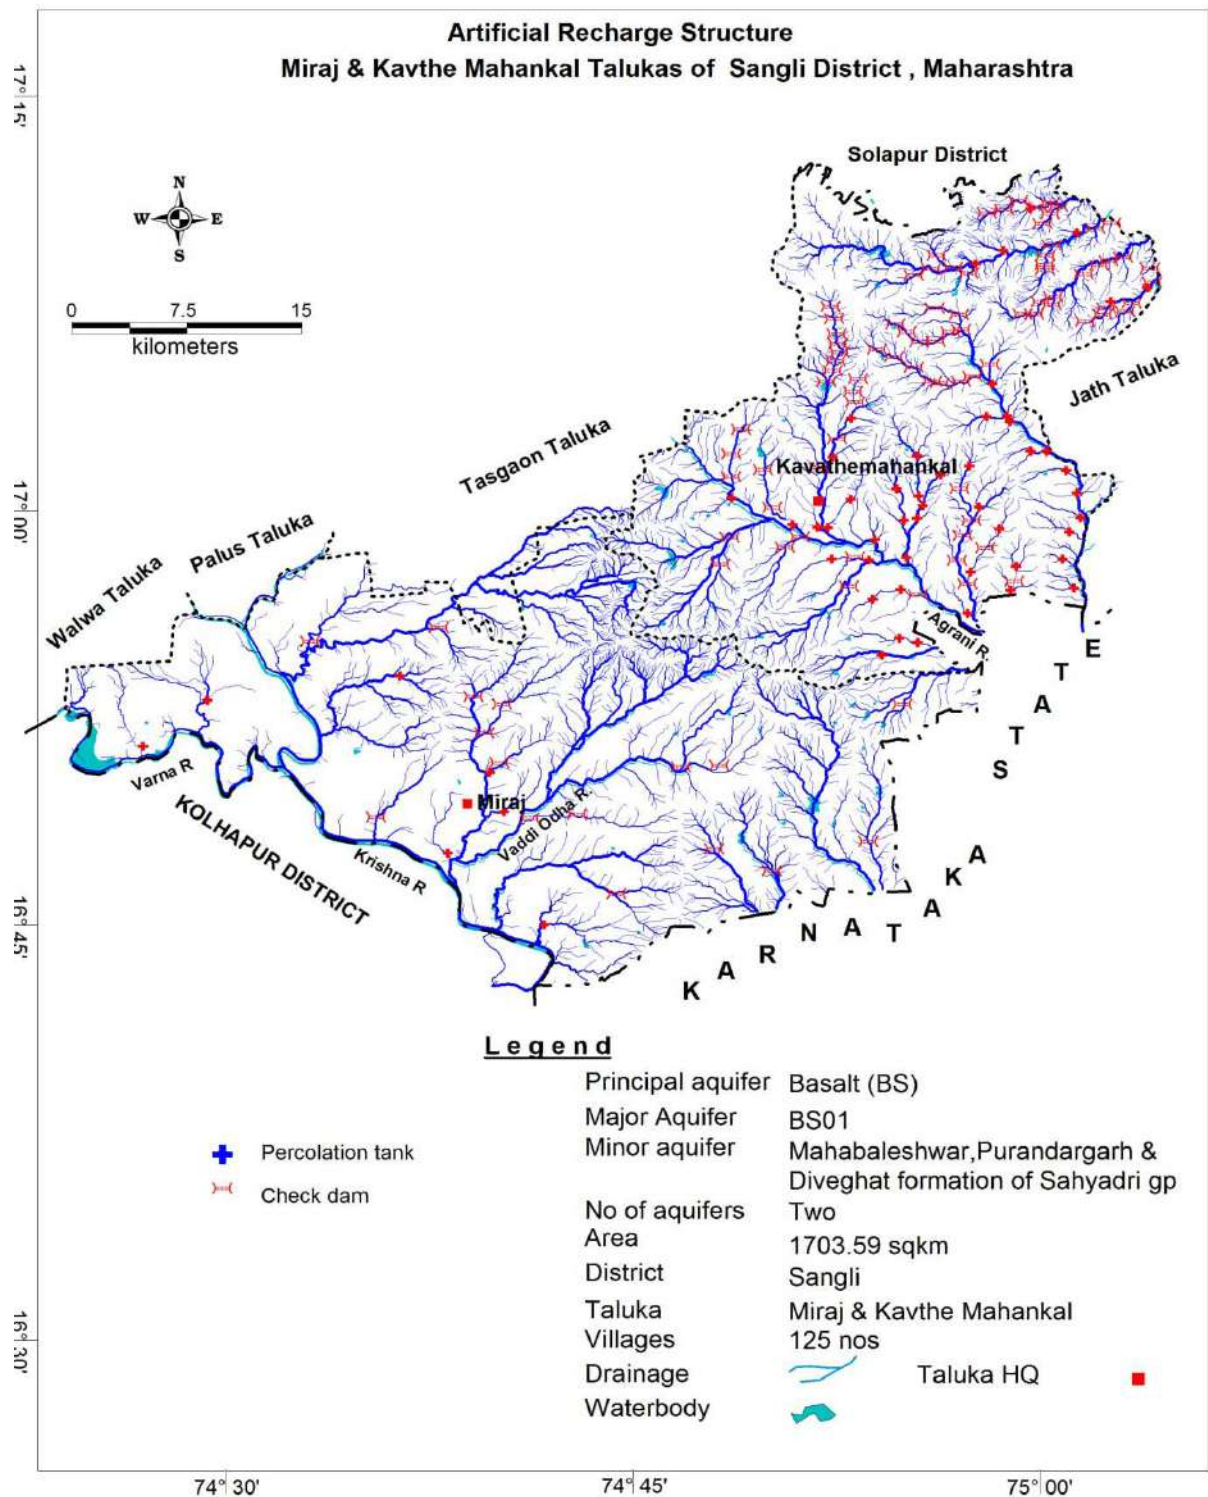 Artificial Recharge Structure
Miraj & Kavthe Mahankal Talukas of Sangli District , Maharashtra
17° 15'
Solapur District
N
W E
S
0 7.5 15
kilometers
Jath Taluka
Tasgaon Taluka
Kavathemahankal
17° 00'
Palus Taluka
Walwa Taluka
Agrani R.
Varna R
Miraj
Vaddi Odha R.
KOLHAPUR DISTRICT
Krishna R
16° 45'
KARNATAKA STATE
Legend
Principal aquifer Basalt (BS)
Major Aquifer BS01
Minor aquifer Mahabaleshwar,Purandargarh &
Diveghat formation of Sahyadri gp
Percolation tank
Check dam
No of aquifers Two
Area 1703.59 sqkm
District Sangli
Taluka Miraj & Kavthe Mahankal
Villages 125 nos
Drainage Taluka HQ
Waterbody
16° 30'
74° 30' 74° 45' 75° 00'